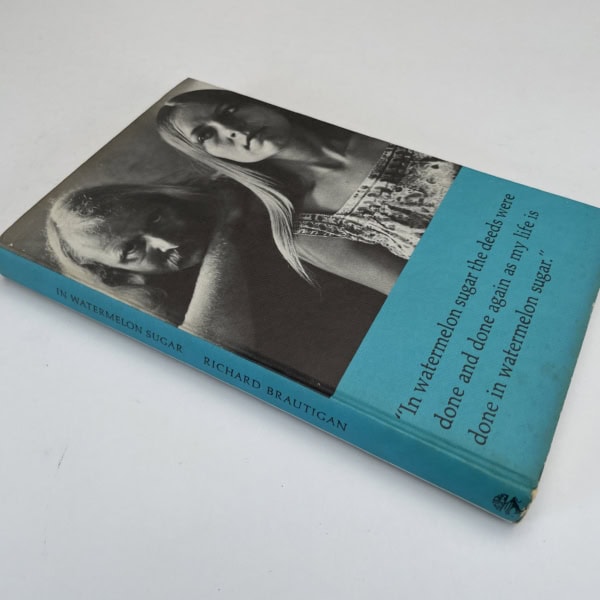 IN WATERMELON SUGAR RICHARD BRAUTIGAN
“In watermelon sugar the deeds were
done and done again as my life is
done in watermelon sugar.”